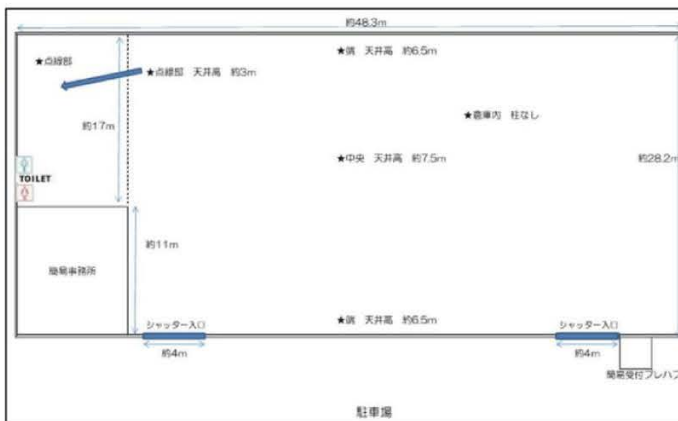 約48.3m
★点線部
★端　天井高　約6.5m
★点線部　天井高　約3m
★倉庫内　柱なし
約17m
★中央　天井高　約7.5m
約28.2m
TOILET
約11m
簡易事務所
★端　天井高　約6.5m
シャッター入口
シャッター入口
約4m
約4m
簡易受付プレハブ
駐車場